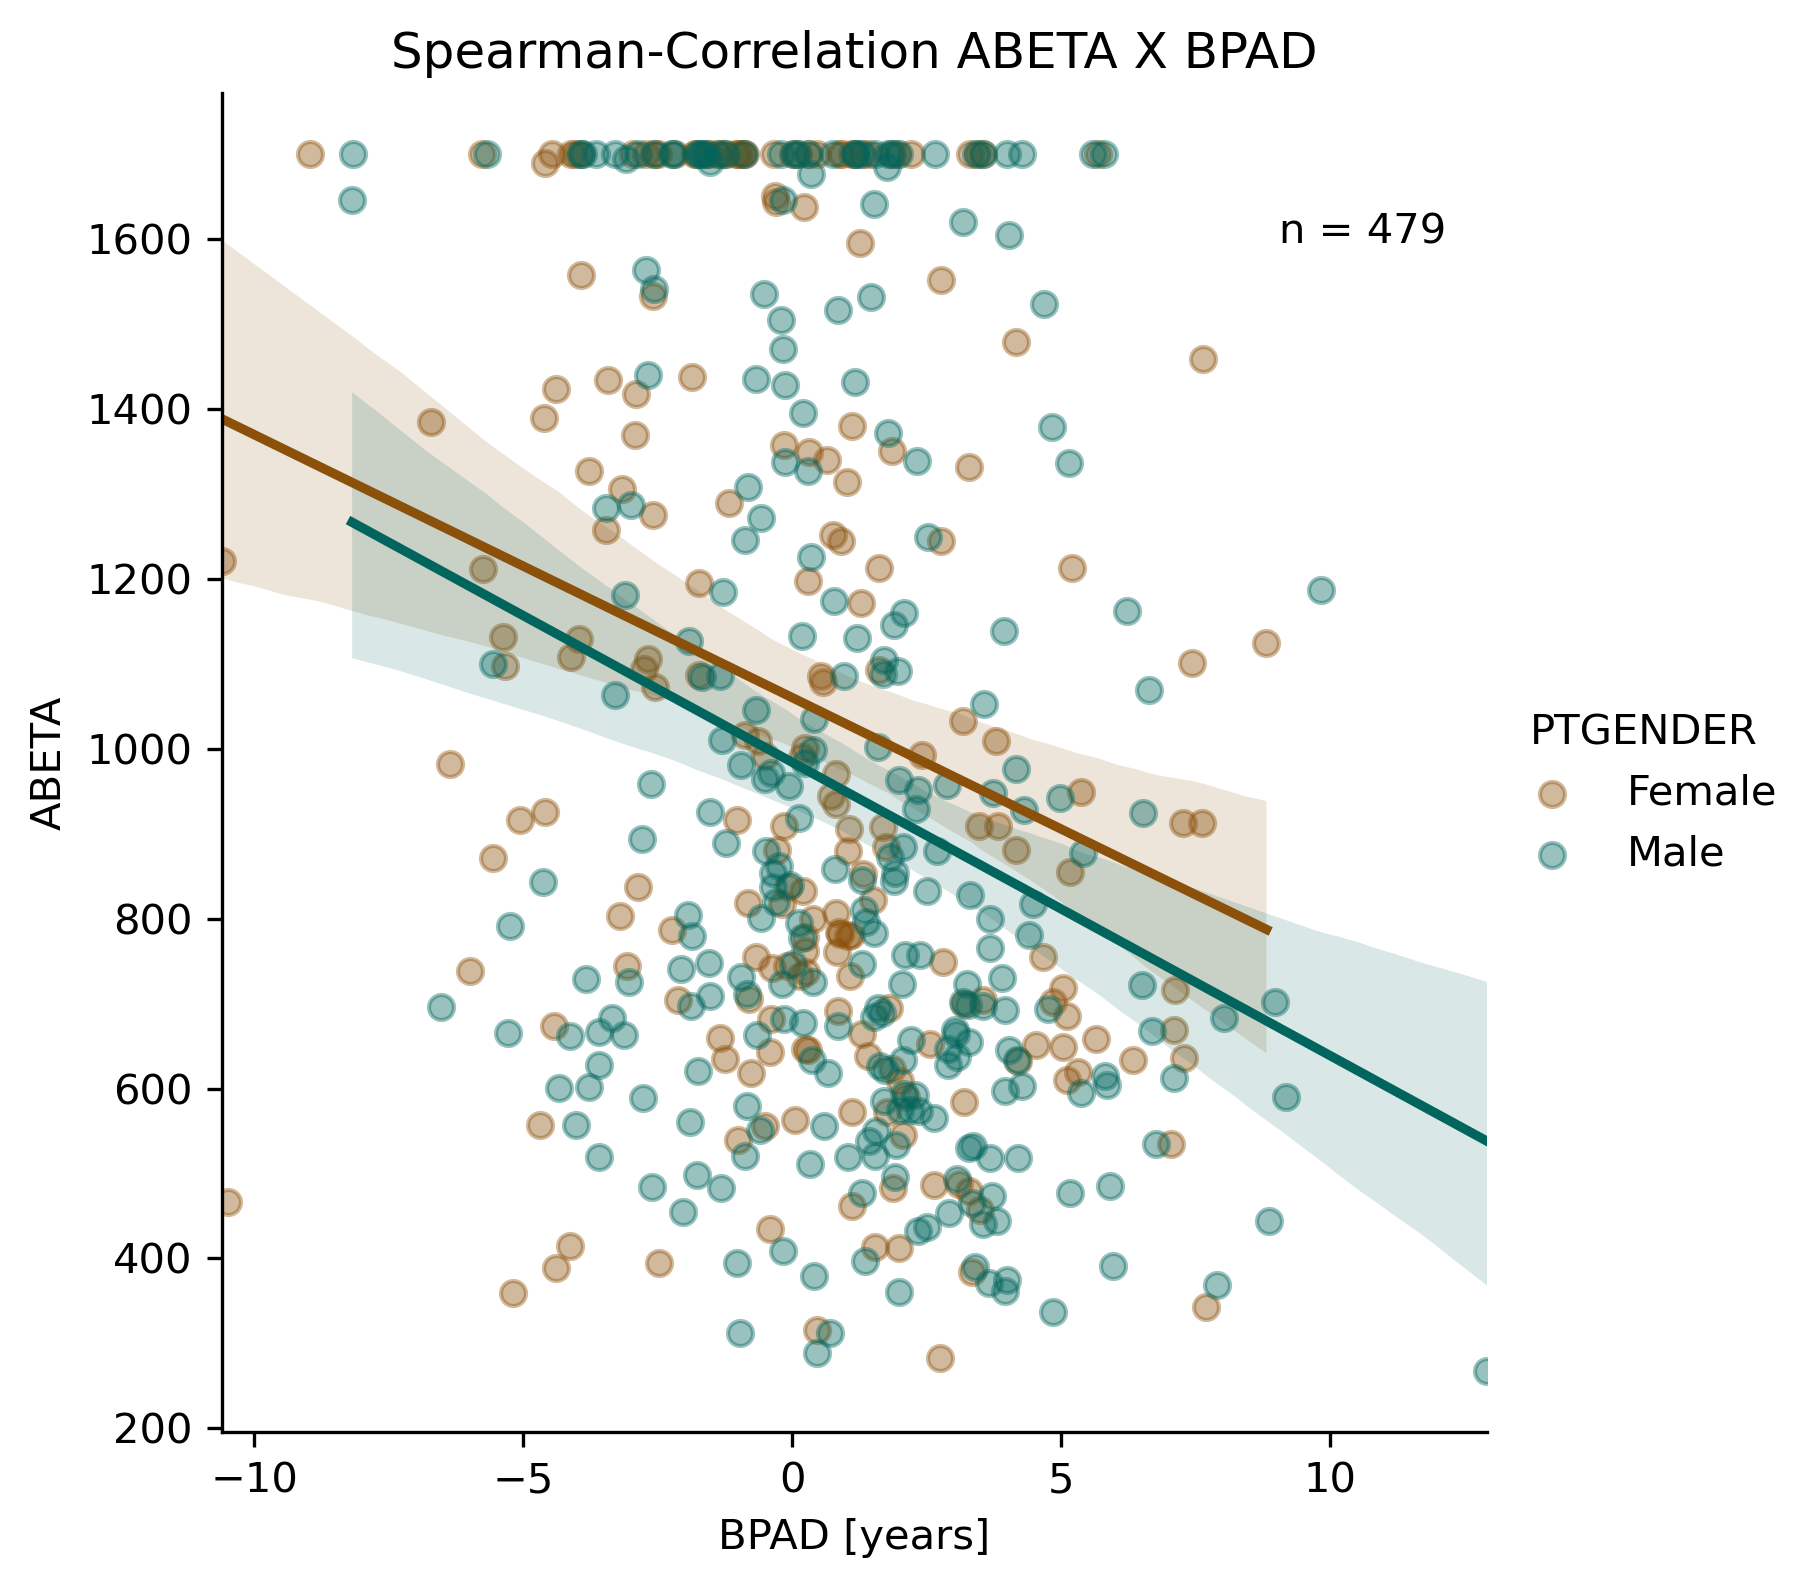 Spearman-Correlation ABETA X BPAD
n = 479
ABETA
1600
1400
1200
1000
800
600
400
200
−10
−5
0
5
10
BPAD [years]
PTGENDER
Female
Male